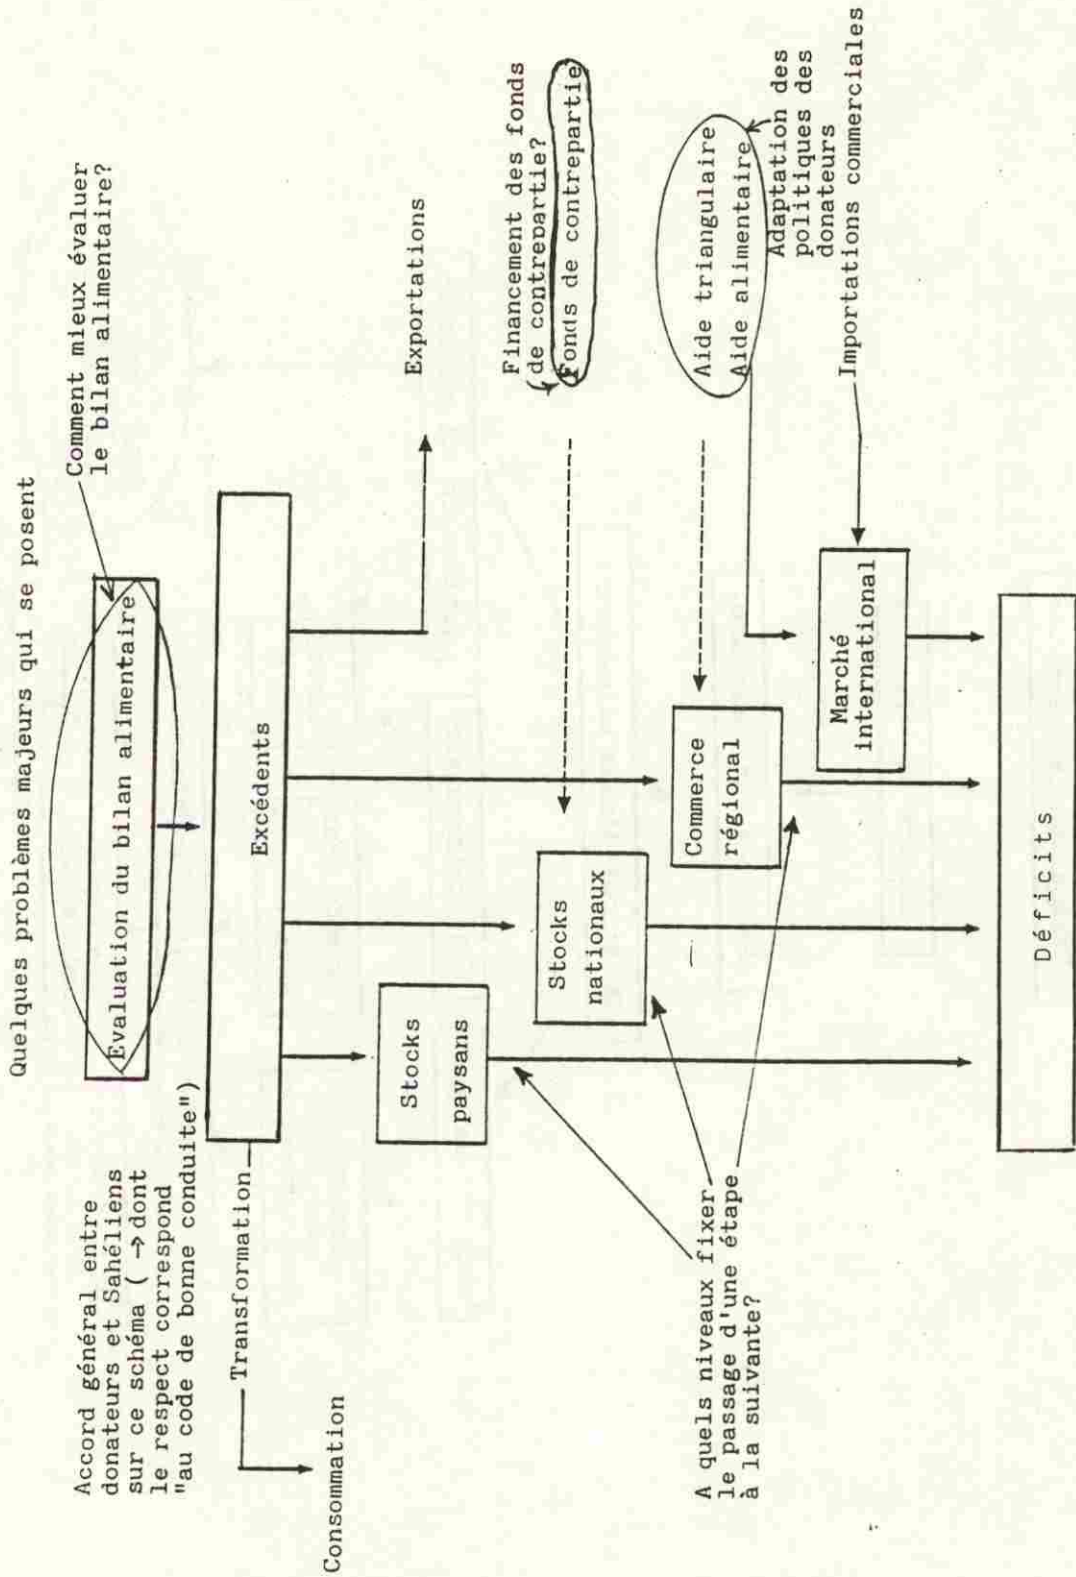 Quelques problèmes majeurs qui se posent
Comment mieux évaluer
le bilan alimentaire?
Evaluation du bilan alimentaire
Accord général entre
donateurs et Sahéliens
sur ce schéma ( → dont
le respect correspond
"au code de bonne conduite")
Excédents
Transformation
Consommation
Exportations
Stocks
paysans
Stocks
nationaux
Financement des fonds
de contrepartie?
Fonds de contrepartie
Commerce
régional
Aide triangulaire
Aide alimentaire
Adaptation des
politiques des
donateurs
Marché
international
Importations commerciales
A quels niveaux fixer
le passage d'une étape
à la suivante?
Déficits